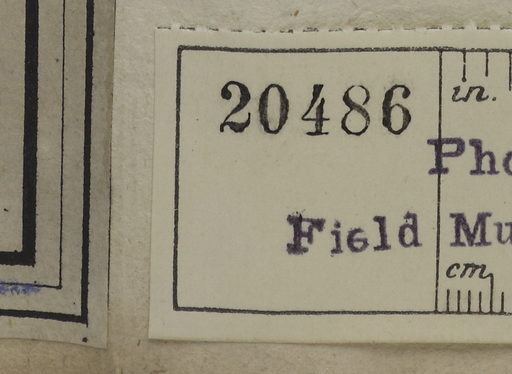 20486
in.
Pho
Field Mu
cm